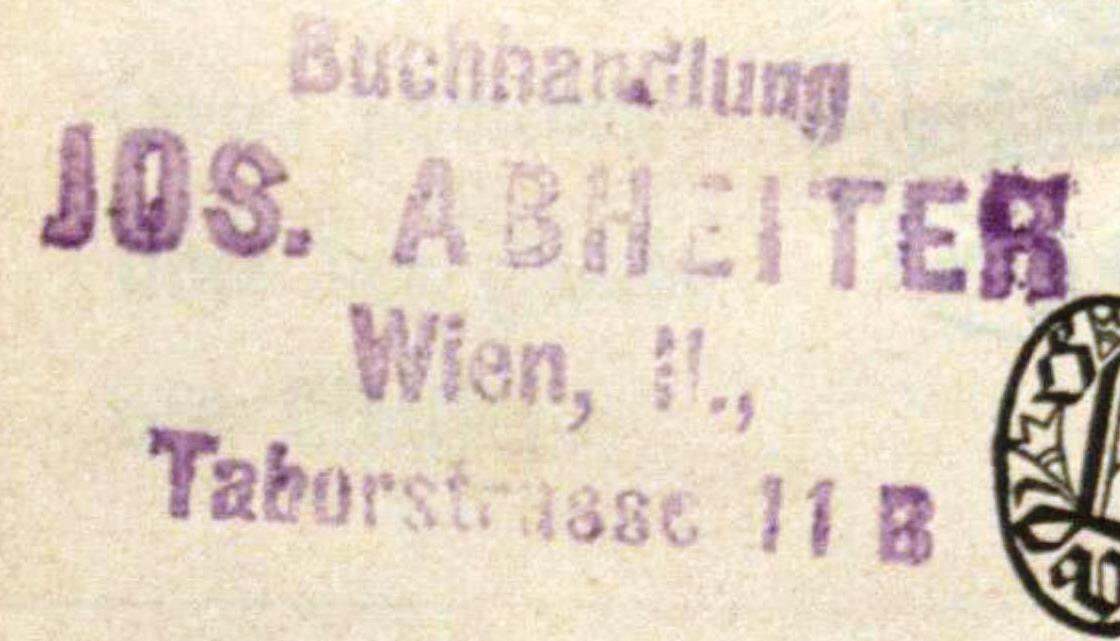 Buchhandlung
JOS. ABHEITER
Wien, II.,
Taborstrasse 11 B